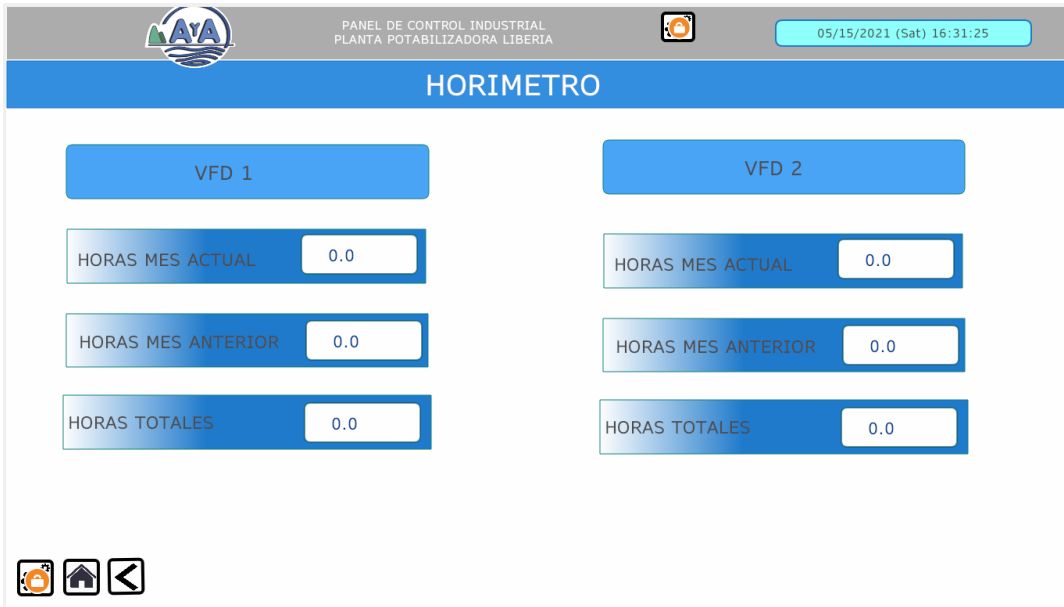 AYA
PANEL DE CONTROL INDUSTRIAL
PLANTA POTABILIZADORA LIBERIA
05/15/2021 (Sat) 16:31:25
HORIMETRO
VFD 1
HORAS MES ACTUAL 0.0
HORAS MES ANTERIOR 0.0
HORAS TOTALES 0.0
VFD 2
HORAS MES ACTUAL 0.0
HORAS MES ANTERIOR 0.0
HORAS TOTALES 0.0